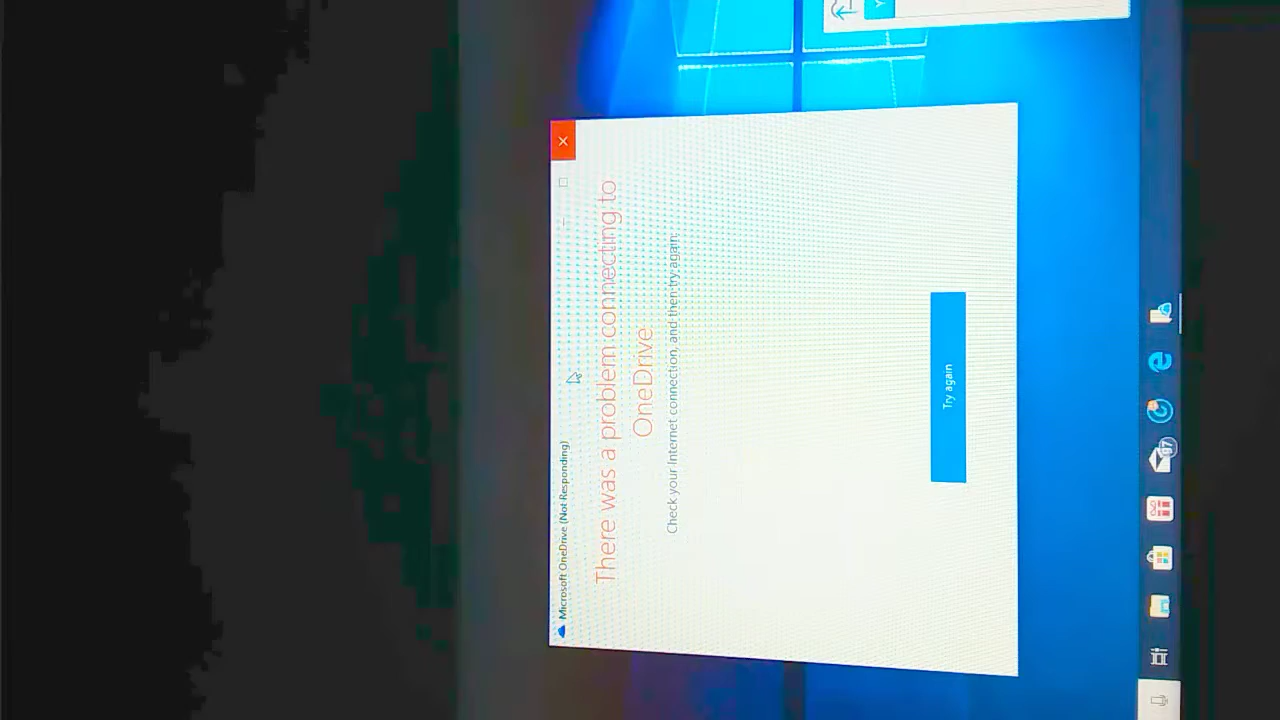 Microsoft OneDrive (Not Responding)
There was a problem connecting to
OneDrive
Check your Internet connection, and then try again.
Try again